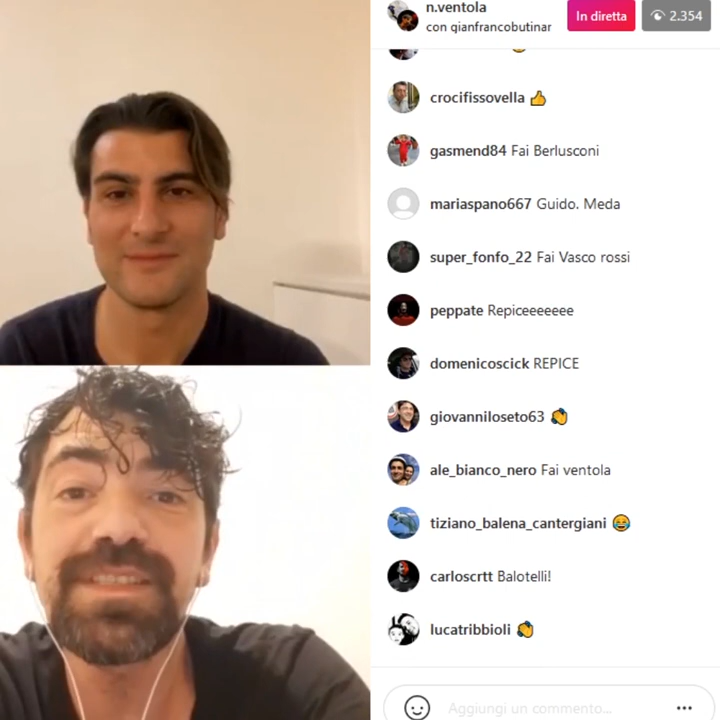 n.ventola
con gianfrancobutinar
In diretta
2.354
crocifissovella
gasmend84 Fai Berlusconi
mariaspano667 Guido. Meda
super_fonfo_22 Fai Vasco rossi
peppate Repiceeeeeee
domenicoscick REPICE
giovanniloseto63
ale_bianco_nero Fai ventola
tiziano_balena_cantergiani
carloscrtt Balotelli!
lucatribbioli
Aggiungi un commento...